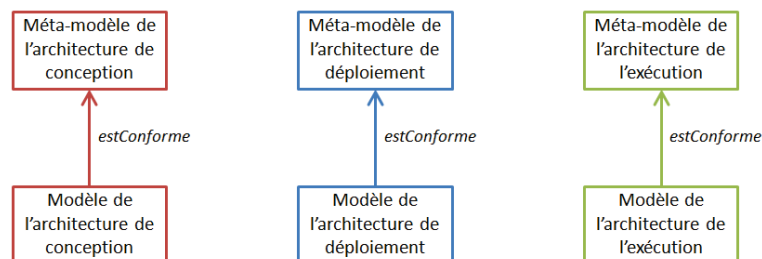 Méta-modèle de
l'architecture de
conception
Méta-modèle de
l'architecture de
déploiement
Méta-modèle de
l'architecture de
l'exécution
estConforme
estConforme
estConforme
Modèle de
l'architecture de
conception
Modèle de
l'architecture de
déploiement
Modèle de
l'architecture de
l'exécution